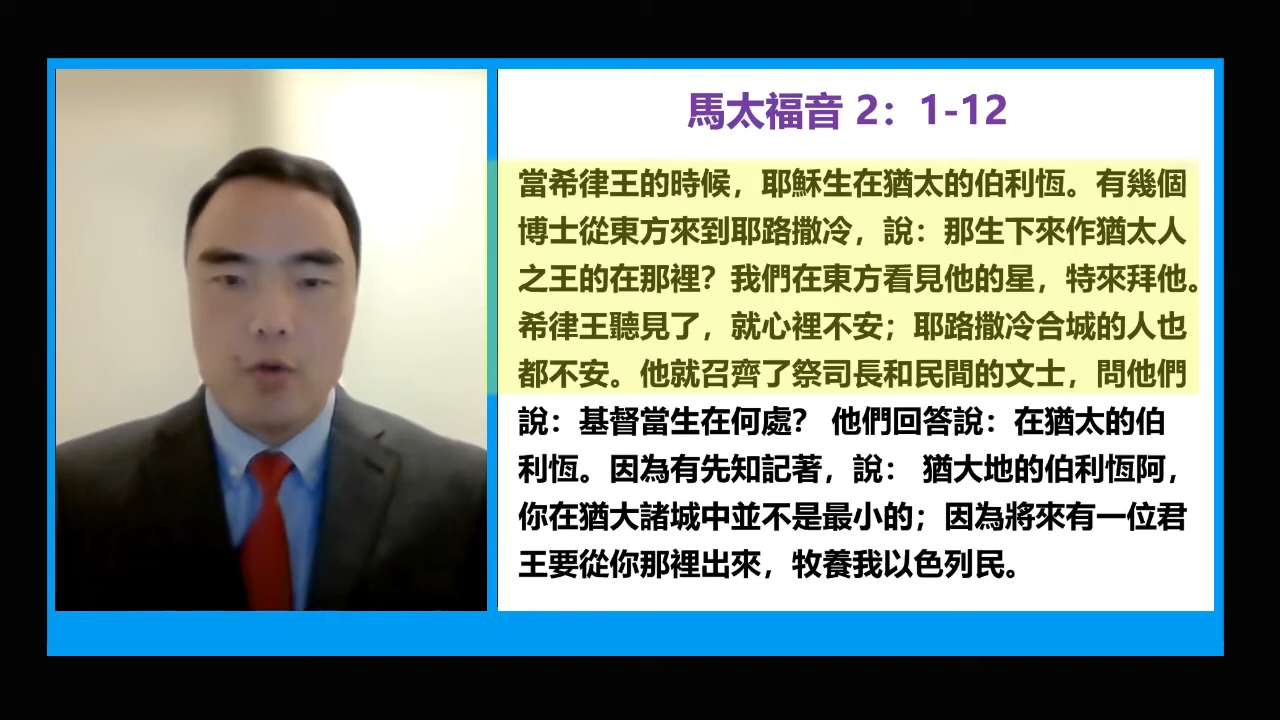 馬太福音 2：1-12
當希律王的時候，耶穌生在猶太的伯利恆。有幾個
博士從東方來到耶路撒冷，說：那生下來作猶太人
之王的在那裡？我們在東方看見他的星，特來拜他。
希律王聽見了，就心裡不安；耶路撒冷合城的人也
都不安。他就召齊了祭司長和民間的文士，問他們
說：基督當生在何處？ 他們回答說：在猶太的伯
利恆。因為有先知記著，說： 猶大地的伯利恆阿，
你在猶大諸城中並不是最小的；因為將來有一位君
王要從你那裡出來，牧養我以色列民。